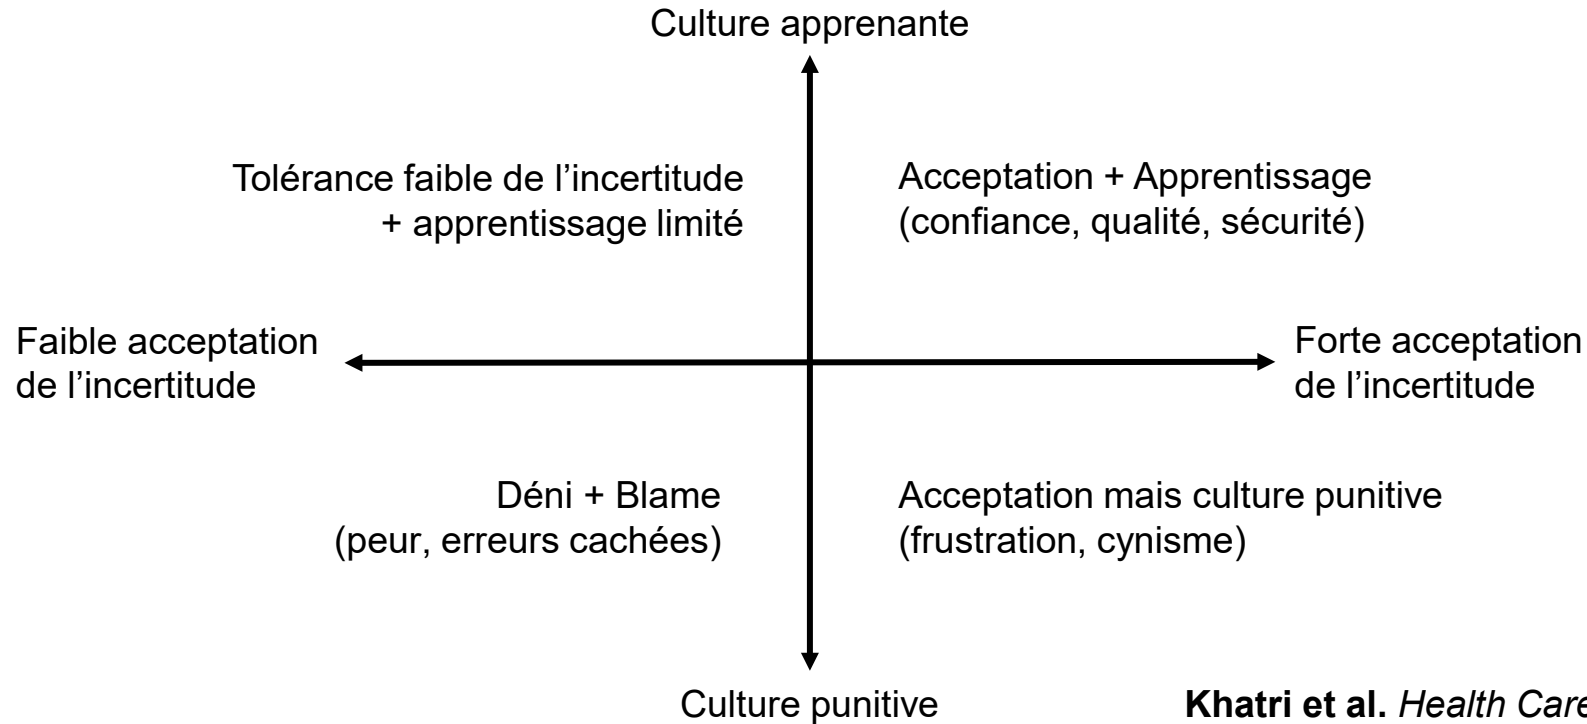 Culture apprenante
Tolérance faible de l’incertitude
+ apprentissage limité
Acceptation + Apprentissage
(confiance, qualité, sécurité)
Faible acceptation
de l’incertitude
Forte acceptation
de l’incertitude
Déni + Blame
(peur, erreurs cachées)
Acceptation mais culture punitive
(frustration, cynisme)
Culture punitive
Khatri et al. Health Care